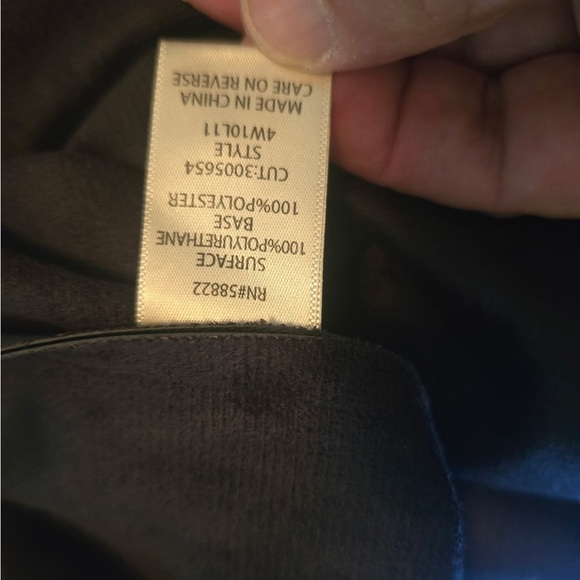 RN#58822
SURFACE
100%POLYURETHANE
BASE
100%POLYESTER
CUT:3005654
STYLE
4W10L11
MADE IN CHINA
CARE ON REVERSE